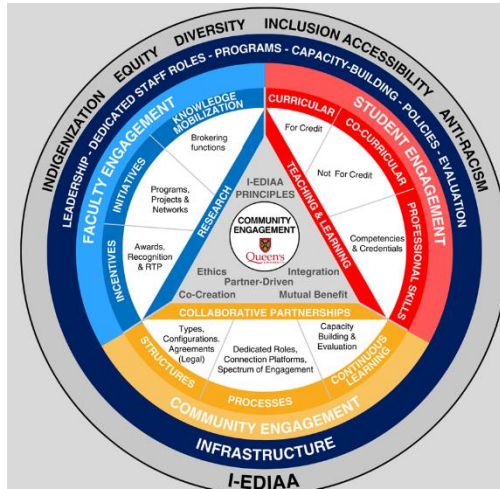 INDIGENIZATION EQUITY DIVERSITY INCLUSION ACCESSIBILITY ANTI-RACISM
LEADERSHIP - DEDICATED STAFF ROLES - PROGRAMS - CAPACITY-BUILDING - POLICIES - EVALUATION
FACULTY ENGAGEMENT
STUDENT ENGAGEMENT
KNOWLEDGE
MOBILIZATION
INITIATIVES
INCENTIVES
CURRICULAR
CO-CURRICULAR
PROFESSIONAL SKILLS
Brokering
functions
Programs,
Projects &
Networks
Awards,
Recognition
& RTP
For Credit
Not For Credit
Competencies
& Credentials
RESEARCH
TEACHING & LEARNING
I-EDIAA
PRINCIPLES
COMMUNITY
ENGAGEMENT
Queen's
Ethics
Integration
Partner-Driven
Co-Creation
Mutual Benefit
COLLABORATIVE PARTNERSHIPS
Types,
Configurations.
Agreements
(Legal)
Dedicated Roles,
Connection Platforms,
Spectrum of Engagement
Capacity
Building &
Evaluation
STRUCTURES
PROCESSES
CONTINUOUS
LEARNING
COMMUNITY ENGAGEMENT
INFRASTRUCTURE
I-EDIAA